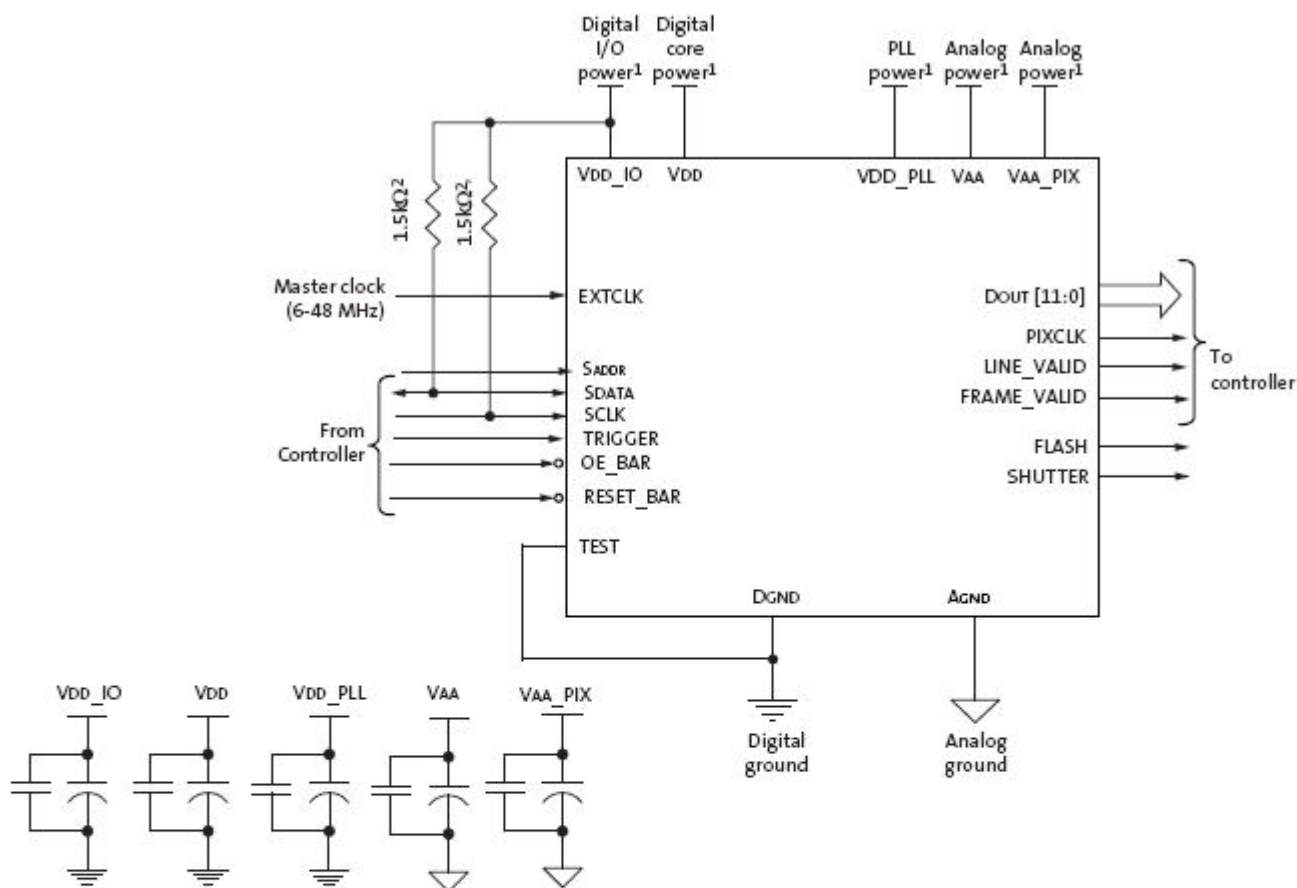 Digital
I/O
power¹
Digital
core
power¹
PLL
power¹
Analog
power¹
Analog
power¹
VDD_IO
VDD
VDD_PLL
VAA
VAA_PIX
1.5kΩ²
1.5kΩ²,
Master clock
(6-48 MHz)
EXTCLK
SADDR
SDATA
SCLK
TRIGGER
OE_BAR
RESET_BAR
TEST
From
Controller
DOUT [11:0]
PIXCLK
LINE_VALID
FRAME_VALID
FLASH
SHUTTER
To
controller
DGND
AGND
Digital
ground
Analog
ground
VDD_IO
VDD
VDD_PLL
VAA
VAA_PIX